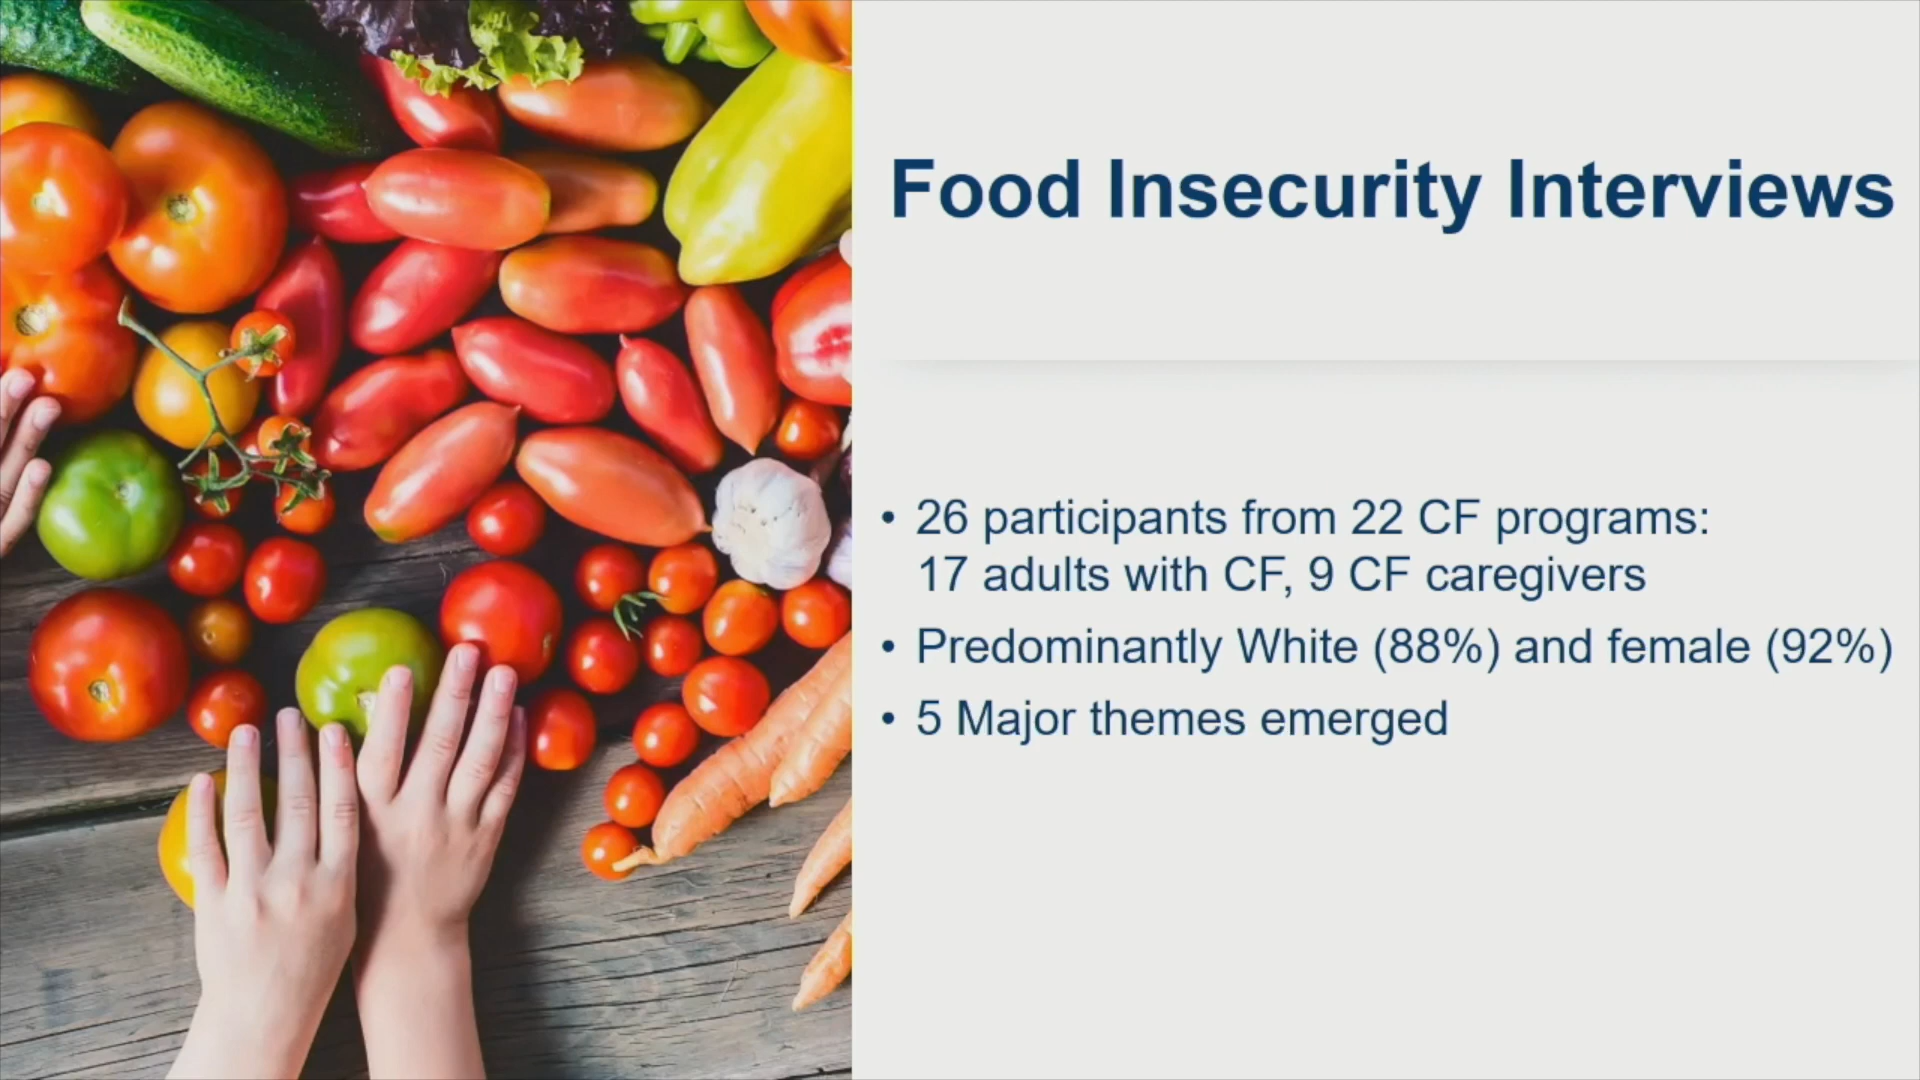 Food Insecurity Interviews
• 26 participants from 22 CF programs:
17 adults with CF, 9 CF caregivers
• Predominantly White (88%) and female (92%)
• 5 Major themes emerged